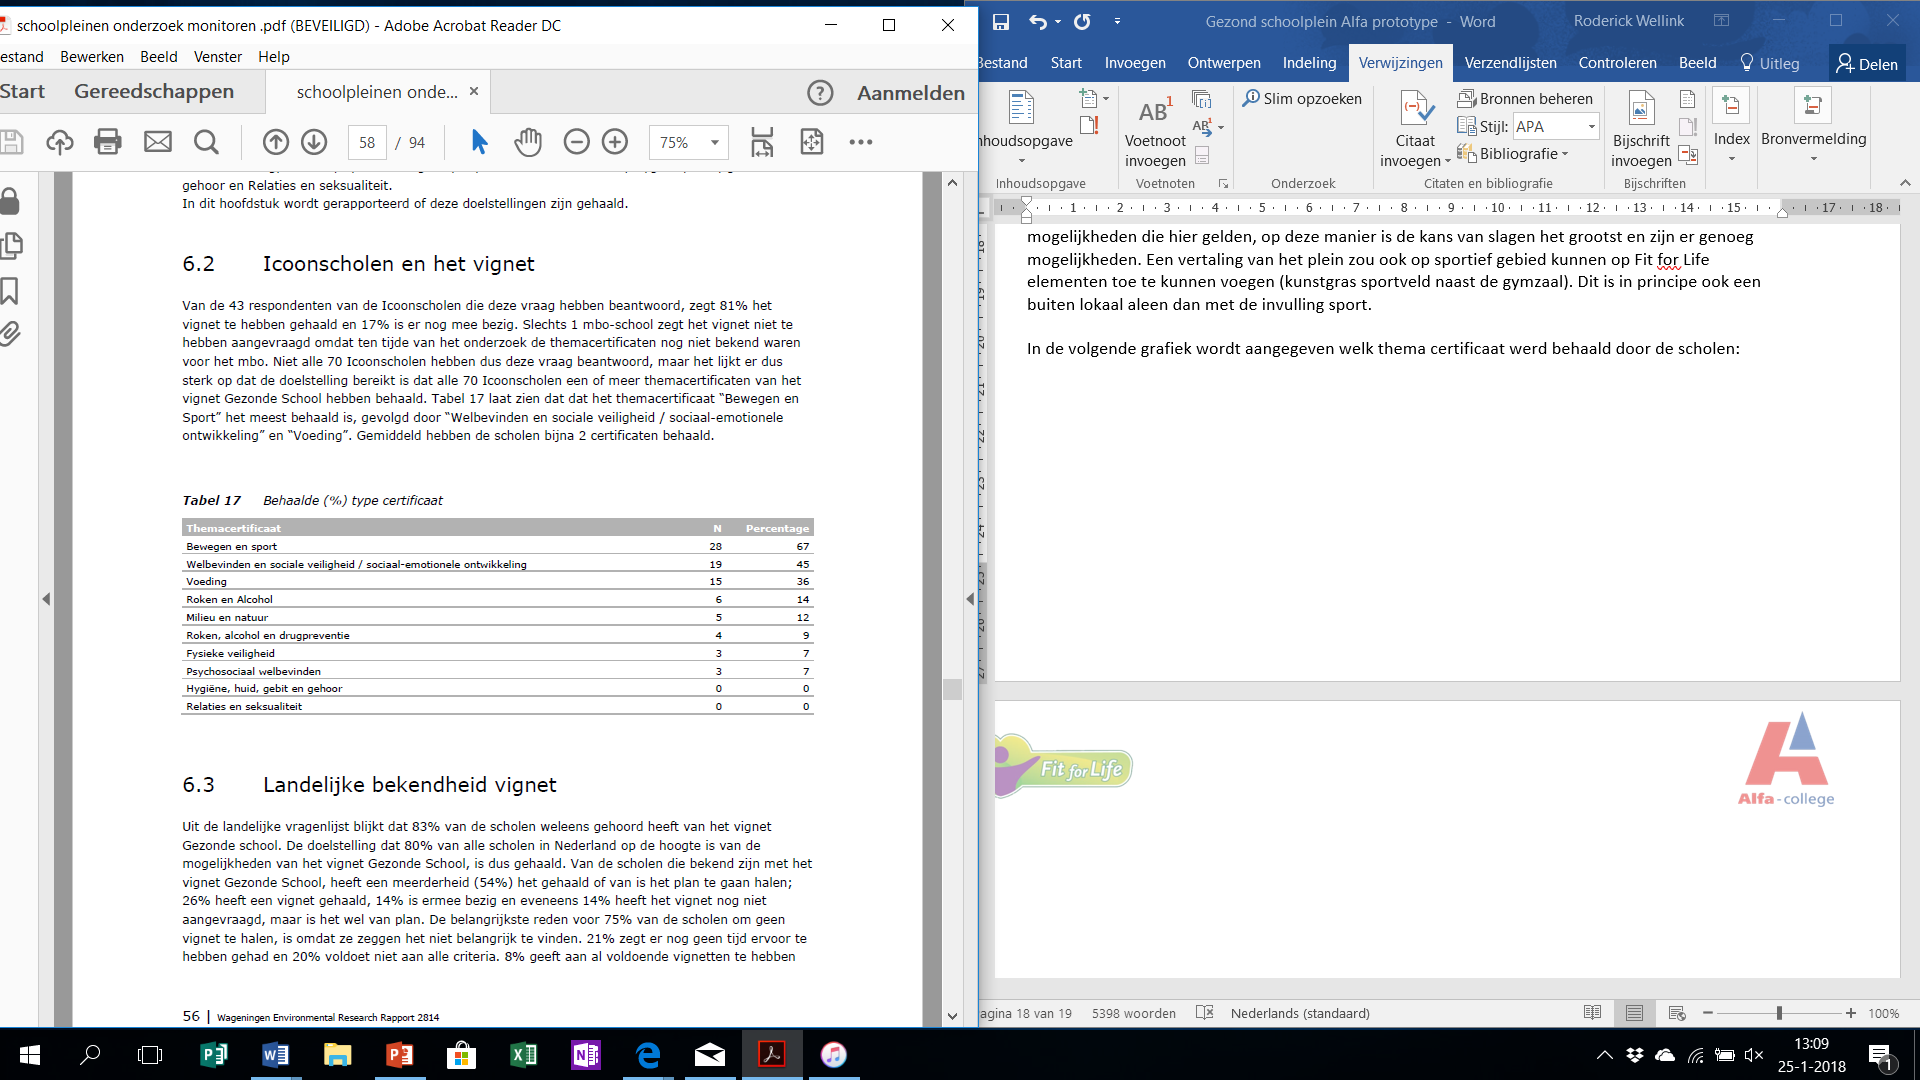 schoolpleinen onderzoek monitoren .pdf (BEVEILIGD) - Adobe Acrobat Reader DC
estand Bewerken Beeld Venster Help
Start Gereedschappen schoolpleinen onde... × Aanmelden
58 / 94 75%
gehoor en Relaties en seksualiteit.
In dit hoofdstuk wordt gerapporteerd of deze doelstellingen zijn gehaald.
6.2 Icoonscholen en het vignet
Van de 43 respondenten van de Icoonscholen die deze vraag hebben beantwoord, zegt 81% het
vignet te hebben gehaald en 17% is er nog mee bezig. Slechts 1 mbo-school zegt het vignet niet te
hebben aangevraagd omdat ten tijde van het onderzoek de themacertificaten nog niet bekend waren
voor het mbo. Niet alle 70 Icoonscholen hebben dus deze vraag beantwoord, maar het lijkt er dus
sterk op dat de doelstelling bereikt is dat alle 70 Icoonscholen een of meer themacertificaten van het
vignet Gezonde School hebben behaald. Tabel 17 laat zien dat dat het themacertificaat “Bewegen en
Sport” het meest behaald is, gevolgd door “Welbevinden en sociale veiligheid / sociaal-emotionele
ontwikkeling” en “Voeding”. Gemiddeld hebben de scholen bijna 2 certificaten behaald.
Tabel 17 Behaalde (%) type certificaat
Themacertificaat N Percentage
Bewegen en sport 28 67
Welbevinden en sociale veiligheid / sociaal-emotionele ontwikkeling 19 45
Voeding 15 36
Roken en Alcohol 6 14
Milieu en natuur 5 12
Roken, alcohol en drugpreventie 4 9
Fysieke veiligheid 3 7
Psychosociaal welbevinden 3 7
Hygiëne, huid, gebit en gehoor 0 0
Relaties en seksualiteit 0 0
6.3 Landelijke bekendheid vignet
Uit de landelijke vragenlijst blijkt dat 83% van de scholen weleens gehoord heeft van het vignet
Gezonde school. De doelstelling dat 80% van alle scholen in Nederland op de hoogte is van de
mogelijkheden van het vignet Gezonde School, is dus gehaald. Van de scholen die bekend zijn met het
vignet Gezonde School, heeft een meerderheid (54%) het gehaald of van is het plan te gaan halen;
26% heeft een vignet gehaald, 14% is ermee bezig en eveneens 14% heeft het vignet nog niet
aangevraagd, maar is het wel van plan. De belangrijkste reden voor 75% van de scholen om geen
vignet te halen, is omdat ze zeggen het niet belangrijk te vinden. 21% zegt er nog geen tijd ervoor te
hebben gehad en 20% voldoet niet aan alle criteria. 8% geeft aan al voldoende vignetten te hebben
56 | Wageningen Environmental Research Rapport 2814
Gezond schoolplein Alfa prototype - Word Roderick Wellink
Bestand Start Invoegen Ontwerpen Indeling Verwijzingen Verzendlijsten Controleren Beeld Uitleg Delen
nhoudsopgave
AB1 Voetnoot invoegen
Slim opzoeken
Citaat invoegen
Bronnen beheren
Stijl: APA
Bibliografie
Bijschrift invoegen
Index
Bronvermelding
Inhoudsopgave Voetnoten Onderzoek Citaten en bibliografie Bijschriften
1 2 3 4 5 6 7 8 9 10 11 12 13 14 15 17 18
mogelijkheden die hier gelden, op deze manier is de kans van slagen het grootst en zijn er genoeg
mogelijkheden. Een vertaling van het plein zou ook op sportief gebied kunnen op Fit for Life
elementen toe te kunnen voegen (kunstgras sportveld naast de gymzaal). Dit is in principe ook een
buiten lokaal aleen dan met de invulling sport.
In de volgende grafiek wordt aangegeven welk thema certificaat werd behaald door de scholen:
Fit for Life
Alfa-college
agina 18 van 19 5398 woorden Nederlands (standaard) 100%
13:09
25-1-2018
1